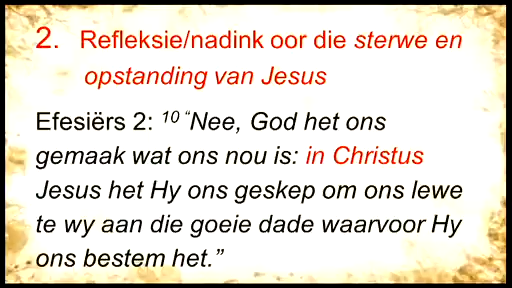 2. Refleksie/nadink oor die sterwe en
opstanding van Jesus
Efesiërs 2: 10 “Nee, God het ons
gemaak wat ons nou is: in Christus
Jesus het Hy ons geskep om ons lewe
te wy aan die goeie dade waarvoor Hy
ons bestem het.”